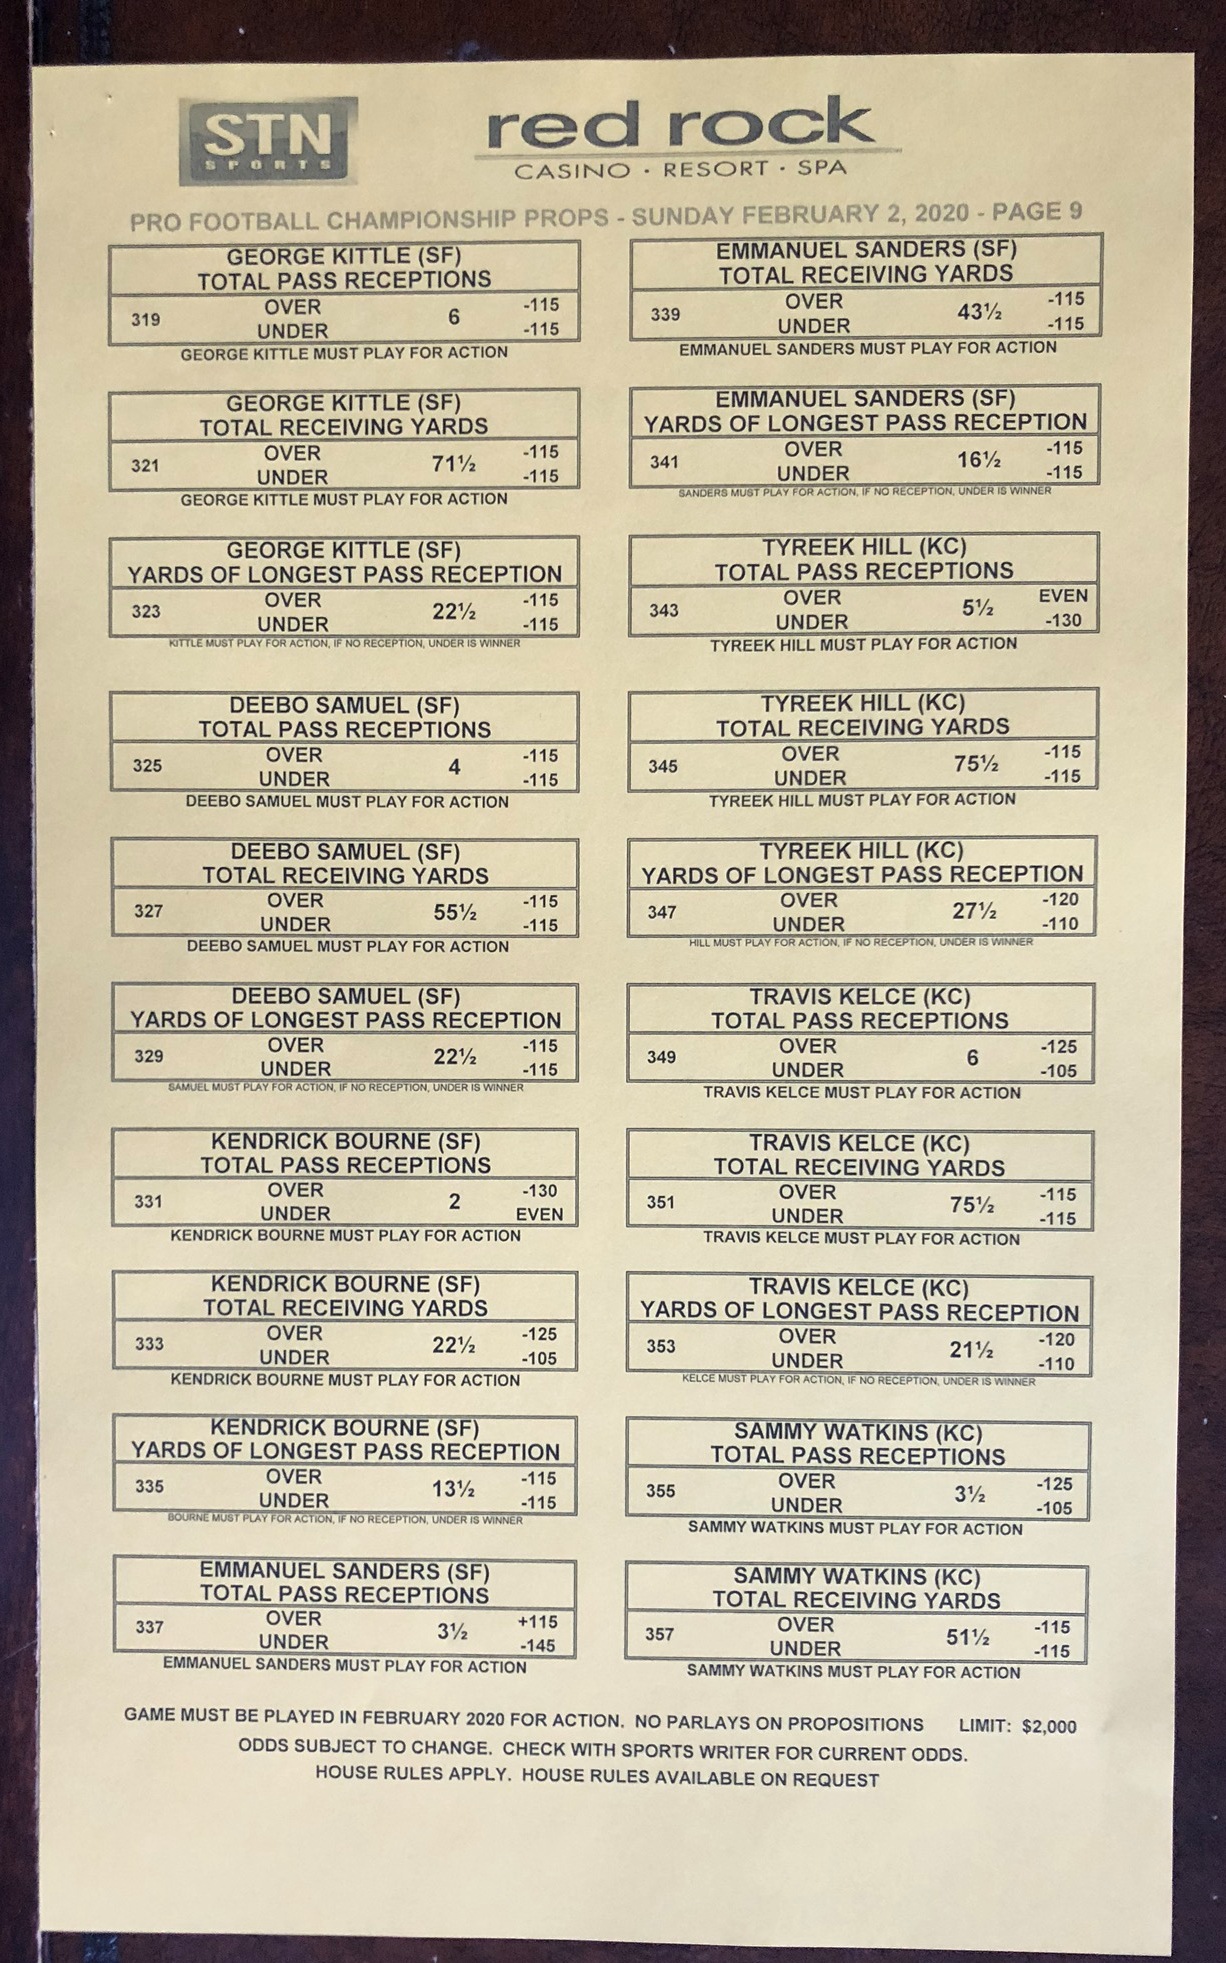 STN
SPORTS
red rock
CASINO · RESORT · SPA
PRO FOOTBALL CHAMPIONSHIP PROPS - SUNDAY FEBRUARY 2, 2020 - PAGE 9
GEORGE KITTLE (SF)
TOTAL PASS RECEPTIONS
319 OVER 6 -115
UNDER -115
GEORGE KITTLE MUST PLAY FOR ACTION
GEORGE KITTLE (SF)
TOTAL RECEIVING YARDS
321 OVER 71½ -115
UNDER -115
GEORGE KITTLE MUST PLAY FOR ACTION
GEORGE KITTLE (SF)
YARDS OF LONGEST PASS RECEPTION
323 OVER 22½ -115
UNDER -115
KITTLE MUST PLAY FOR ACTION, IF NO RECEPTION, UNDER IS WINNER
DEEBO SAMUEL (SF)
TOTAL PASS RECEPTIONS
325 OVER 4 -115
UNDER -115
DEEBO SAMUEL MUST PLAY FOR ACTION
DEEBO SAMUEL (SF)
TOTAL RECEIVING YARDS
327 OVER 55½ -115
UNDER -115
DEEBO SAMUEL MUST PLAY FOR ACTION
DEEBO SAMUEL (SF)
YARDS OF LONGEST PASS RECEPTION
329 OVER 22½ -115
UNDER -115
SAMUEL MUST PLAY FOR ACTION, IF NO RECEPTION, UNDER IS WINNER
KENDRICK BOURNE (SF)
TOTAL PASS RECEPTIONS
331 OVER 2 -130
UNDER EVEN
KENDRICK BOURNE MUST PLAY FOR ACTION
KENDRICK BOURNE (SF)
TOTAL RECEIVING YARDS
333 OVER 22½ -125
UNDER -105
KENDRICK BOURNE MUST PLAY FOR ACTION
KENDRICK BOURNE (SF)
YARDS OF LONGEST PASS RECEPTION
335 OVER 13½ -115
UNDER -115
BOURNE MUST PLAY FOR ACTION, IF NO RECEPTION, UNDER IS WINNER
EMMANUEL SANDERS (SF)
TOTAL PASS RECEPTIONS
337 OVER 3½ +115
UNDER -145
EMMANUEL SANDERS MUST PLAY FOR ACTION
EMMANUEL SANDERS (SF)
TOTAL RECEIVING YARDS
339 OVER 43½ -115
UNDER -115
EMMANUEL SANDERS MUST PLAY FOR ACTION
EMMANUEL SANDERS (SF)
YARDS OF LONGEST PASS RECEPTION
341 OVER 16½ -115
UNDER -115
SANDERS MUST PLAY FOR ACTION, IF NO RECEPTION, UNDER IS WINNER
TYREEK HILL (KC)
TOTAL PASS RECEPTIONS
343 OVER 5½ EVEN
UNDER -130
TYREEK HILL MUST PLAY FOR ACTION
TYREEK HILL (KC)
TOTAL RECEIVING YARDS
345 OVER 75½ -115
UNDER -115
TYREEK HILL MUST PLAY FOR ACTION
TYREEK HILL (KC)
YARDS OF LONGEST PASS RECEPTION
347 OVER 27½ -120
UNDER -110
HILL MUST PLAY FOR ACTION, IF NO RECEPTION, UNDER IS WINNER
TRAVIS KELCE (KC)
TOTAL PASS RECEPTIONS
349 OVER 6 -125
UNDER -105
TRAVIS KELCE MUST PLAY FOR ACTION
TRAVIS KELCE (KC)
TOTAL RECEIVING YARDS
351 OVER 75½ -115
UNDER -115
TRAVIS KELCE MUST PLAY FOR ACTION
TRAVIS KELCE (KC)
YARDS OF LONGEST PASS RECEPTION
353 OVER 21½ -120
UNDER -110
KELCE MUST PLAY FOR ACTION, IF NO RECEPTION, UNDER IS WINNER
SAMMY WATKINS (KC)
TOTAL PASS RECEPTIONS
355 OVER 3½ -125
UNDER -105
SAMMY WATKINS MUST PLAY FOR ACTION
SAMMY WATKINS (KC)
TOTAL RECEIVING YARDS
357 OVER 51½ -115
UNDER -115
SAMMY WATKINS MUST PLAY FOR ACTION
GAME MUST BE PLAYED IN FEBRUARY 2020 FOR ACTION. NO PARLAYS ON PROPOSITIONS LIMIT: $2,000
ODDS SUBJECT TO CHANGE. CHECK WITH SPORTS WRITER FOR CURRENT ODDS.
HOUSE RULES APPLY. HOUSE RULES AVAILABLE ON REQUEST